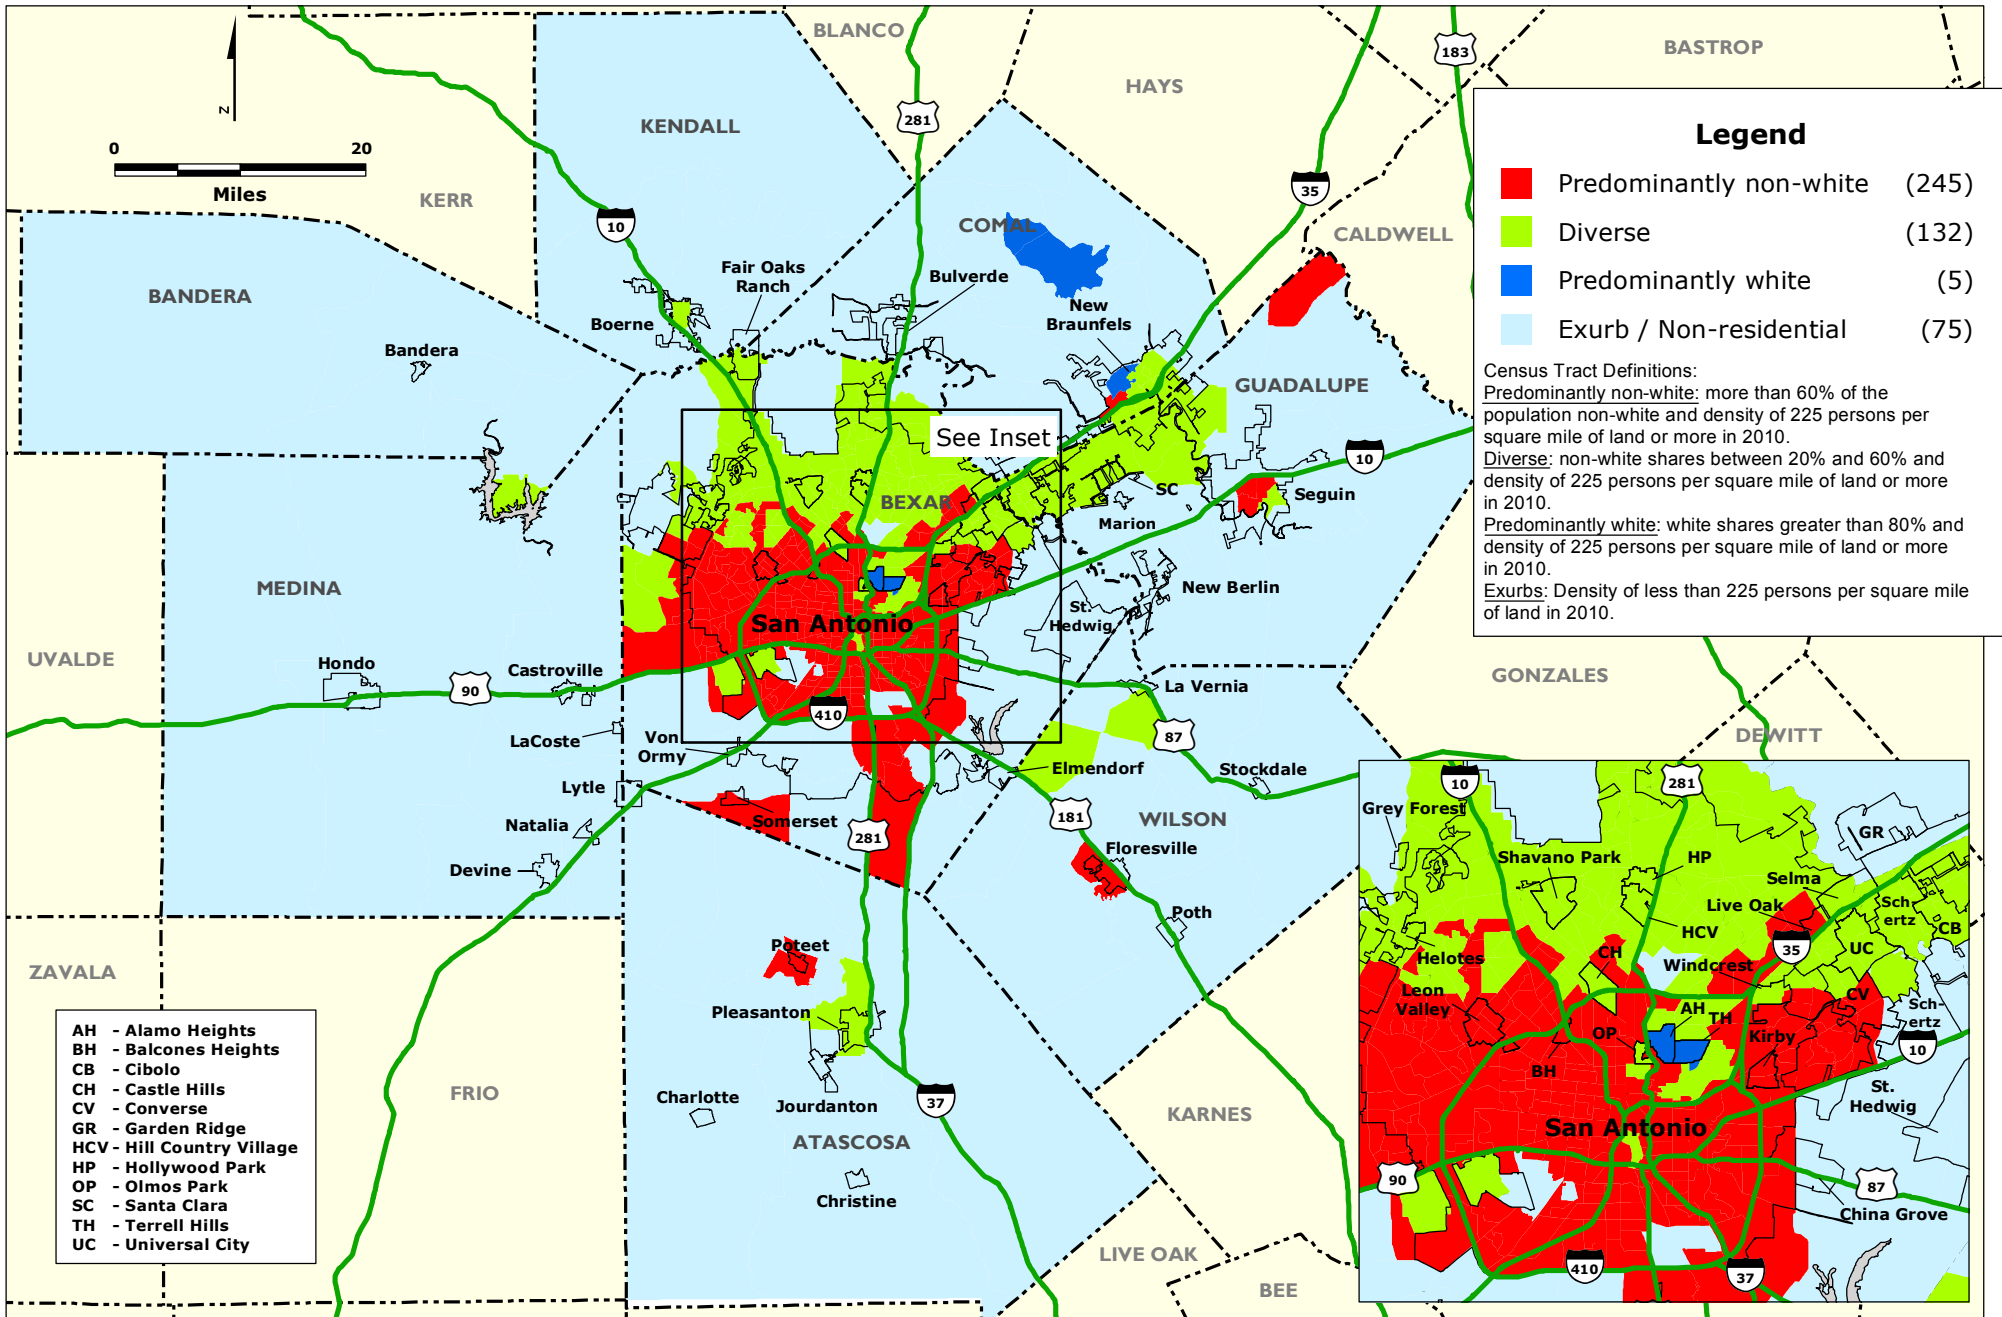 BLANCO
BASTROP
183
HAYS
281
KENDALL
N
0 20
Miles
KERR
35
10
COMAL
CALDWELL
Legend
Predominantly non-white (245)
Diverse (132)
Predominantly white (5)
Exurb / Non-residential (75)
Census Tract Definitions:
Predominantly non-white: more than 60% of the
population non-white and density of 225 persons per
square mile of land or more in 2010.
Diverse: non-white shares between 20% and 60% and
density of 225 persons per square mile of land or more
in 2010.
Predominantly white: white shares greater than 80% and
density of 225 persons per square mile of land or more
in 2010.
Exurbs: Density of less than 225 persons per square mile
of land in 2010.
BANDERA
Fair Oaks
Ranch
Bulverde
New
Braunfels
Boerne
Bandera
GUADALUPE
See Inset
10
BEXAR
SC
Seguin
Marion
MEDINA
New Berlin
St.
Hedwig
San Antonio
UVALDE
Hondo
90
Castroville
La Vernia
GONZALES
410
LaCoste
Von
Ormy
87
DEWITT
Elmendorf
Stockdale
Lytle
Natalia
Somerset
281
181
WILSON
Floresville
Devine
Poth
ZAVALA
Poteet
Pleasanton
FRIO
Charlotte
Jourdanton
37
KARNES
ATASCOSA
Christine
LIVE OAK
BEE
AH - Alamo Heights
BH - Balcones Heights
CB - Cibolo
CH - Castle Hills
CV - Converse
GR - Garden Ridge
HCV - Hill Country Village
HP - Hollywood Park
OP - Olmos Park
SC - Santa Clara
TH - Terrell Hills
UC - Universal City
10
281
Grey Forest
GR
Shavano Park
HP
Selma
Live Oak
Sch
ertz
CB
HCV
35
UC
Helotes
CH
Windcrest
Leon
Valley
CV
Sch-
ertz
AH
TH
OP
Kirby
10
BH
St.
Hedwig
San Antonio
90
87
China Grove
410
37